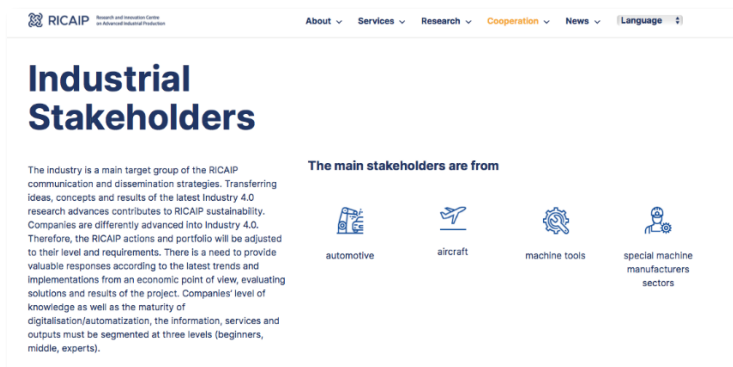 RICAIP Research and Innovation Centre
on Advanced Industrial Production
About Services Research Cooperation News Language
Industrial
Stakeholders
The industry is a main target group of the RICAIP
communication and dissemination strategies. Transferring
ideas, concepts and results of the latest Industry 4.0
research advances contributes to RICAIP sustainability.
Companies are differently advanced into Industry 4.0.
Therefore, the RICAIP actions and portfolio will be adjusted
to their level and requirements. There is a need to provide
valuable responses according to the latest trends and
implementations from an economic point of view, evaluating
solutions and results of the project. Companies' level of
knowledge as well as the maturity of
digitalisation/automatization, the information, services and
outputs must be segmented at three levels (beginners,
middle, experts).
The main stakeholders are from
automotive
aircraft
machine tools
special machine
manufacturers
sectors